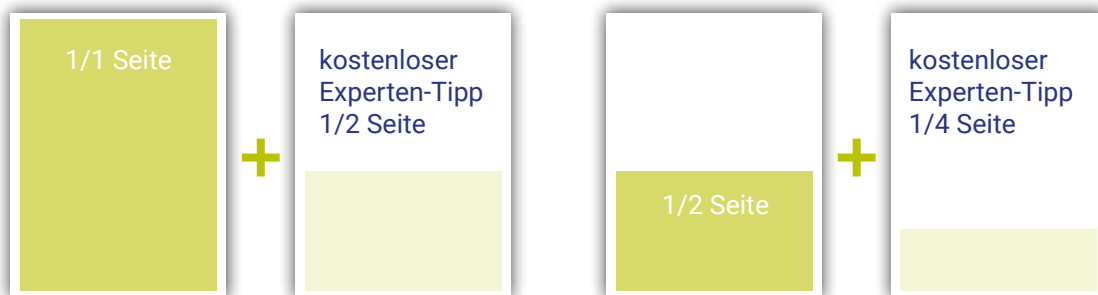 1/1 Seite
+
kostenloser
Experten-Tipp
1/2 Seite
1/2 Seite
+
kostenloser
Experten-Tipp
1/4 Seite